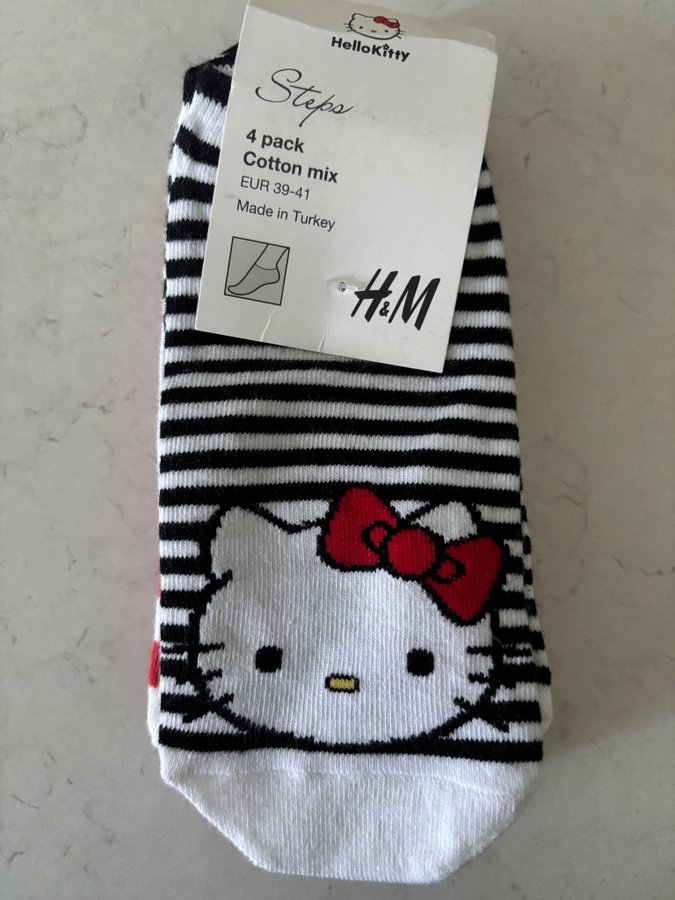 HelloKitty
Steps
4 pack
Cotton mix
EUR 39-41
Made in Turkey
H&M